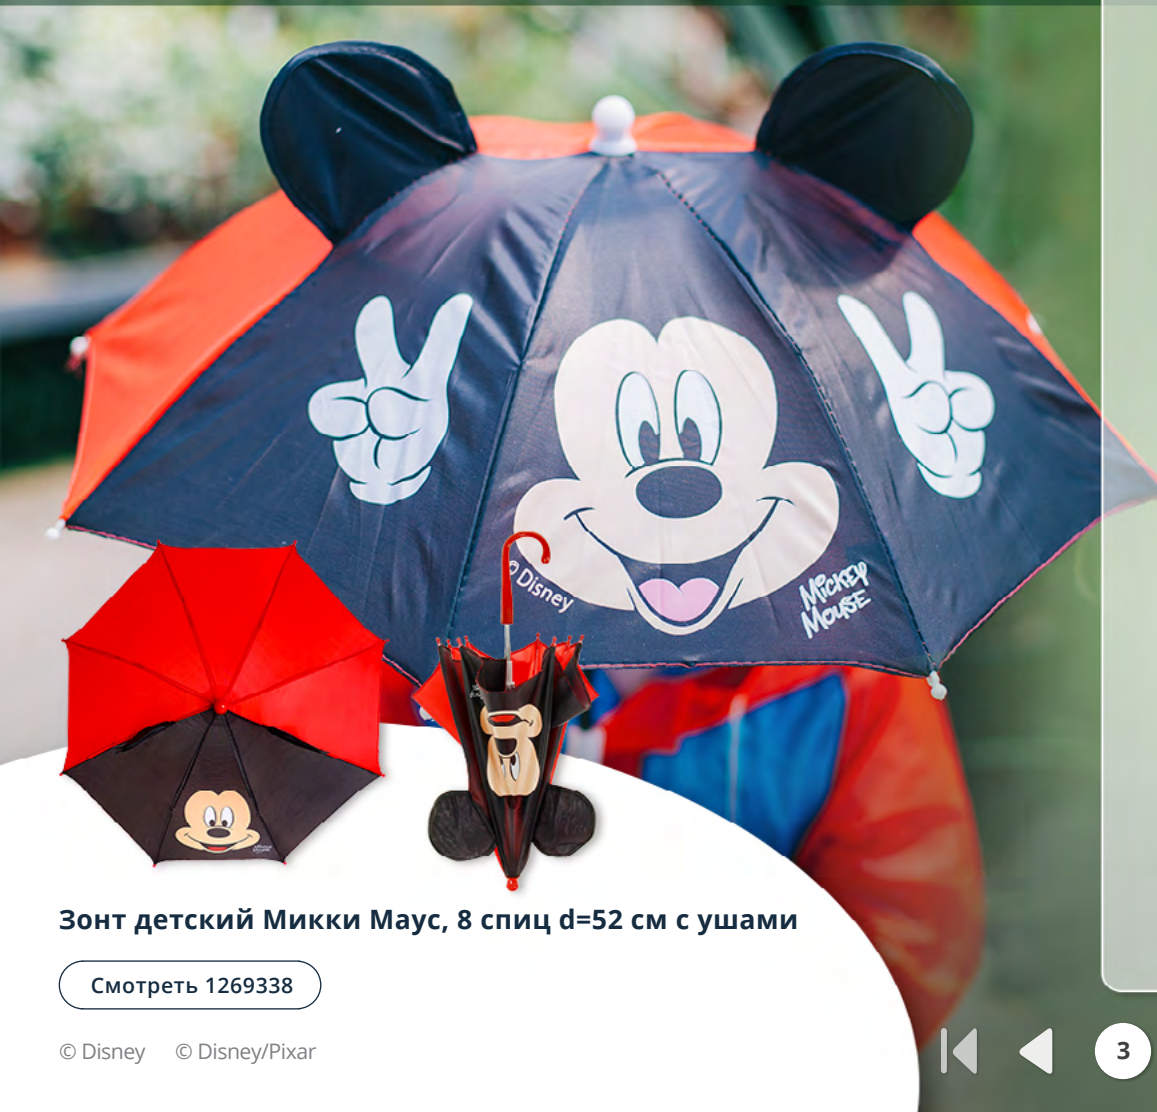 © Disney
Mickey
Mouse
Зонт детский Микки Маус, 8 спиц d=52 см с ушами
Смотреть 1269338
© Disney © Disney/Pixar
3